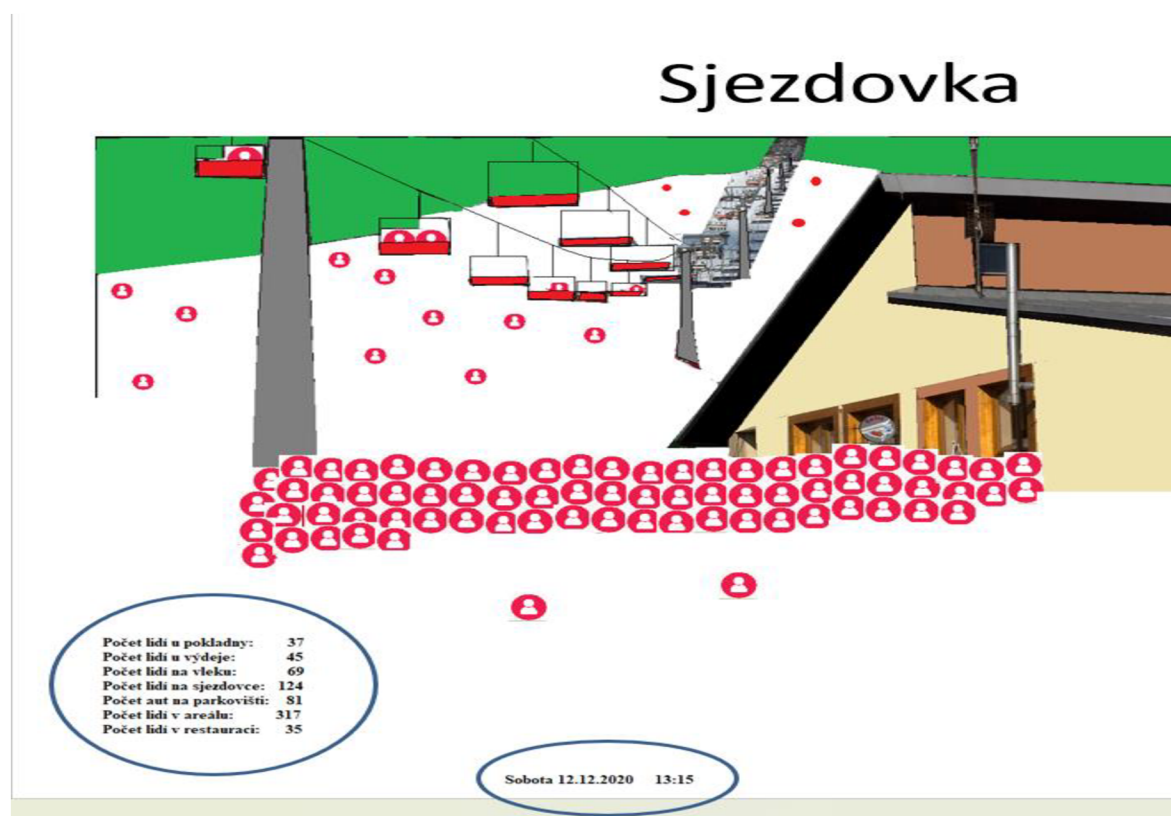 Sjezdovka
Počet lidí u pokladny: 37
Počet lidí u výdeje: 45
Počet lidí na vleku: 69
Počet lidí na sjezdovce: 124
Počet aut na parkovišti: 81
Počet lidí v areálu: 317
Počet lidí v restauraci: 35
Sobota 12.12.2020 13:15